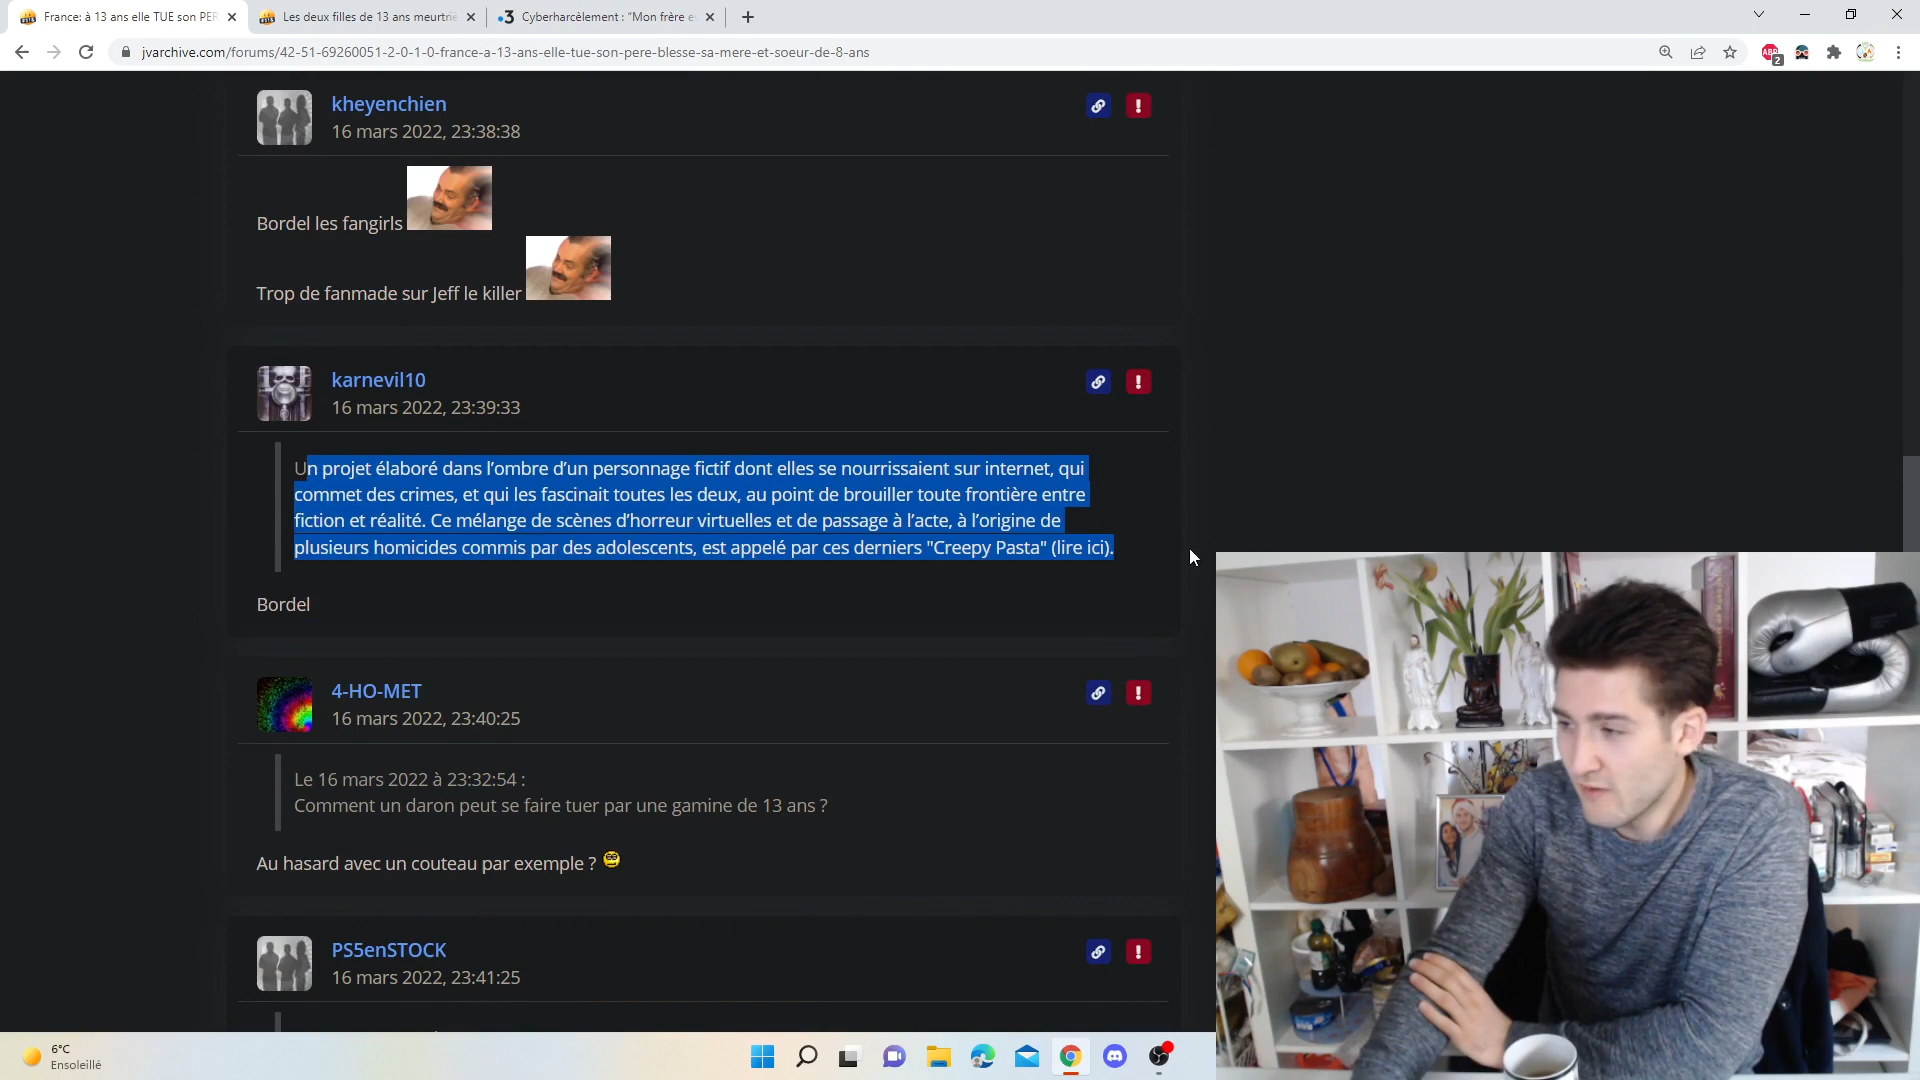 France: à 13 ans elle TUE son PER
Les deux filles de 13 ans meurtriè
Cyberharcèlement : "Mon frère es
jvarchive.com/forums/42-51-69260051-2-0-1-0-france-a-13-ans-elle-tue-son-pere-blesse-sa-mere-et-soeur-de-8-ans
ABP
2
kheyenchien
16 mars 2022, 23:38:38
Bordel les fangirls
Trop de fanmade sur Jeff le killer
karnevil10
16 mars 2022, 23:39:33
Un projet élaboré dans l’ombre d’un personnage fictif dont elles se nourrissaient sur internet, qui
commet des crimes, et qui les fascinait toutes les deux, au point de brouiller toute frontière entre
fiction et réalité. Ce mélange de scènes d’horreur virtuelles et de passage à l’acte, à l’origine de
plusieurs homicides commis par des adolescents, est appelé par ces derniers "Creepy Pasta" (lire ici).
Bordel
4-HO-MET
16 mars 2022, 23:40:25
Le 16 mars 2022 à 23:32:54 :
Comment un daron peut se faire tuer par une gamine de 13 ans ?
Au hasard avec un couteau par exemple ?
PS5enSTOCK
16 mars 2022, 23:41:25
6°C
Ensoleillé